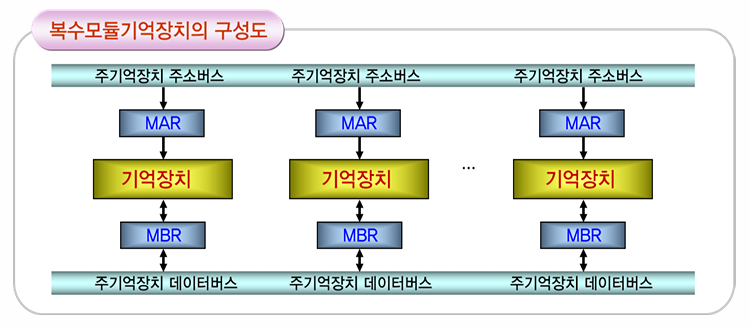 복수모듈기억장치의 구성도
주기억장치 주소버스 주기억장치 주소버스 주기억장치 주소버스
MAR MAR MAR
기억장치 기억장치 ... 기억장치
MBR MBR MBR
주기억장치 데이터버스 주기억장치 데이터버스 주기억장치 데이터버스